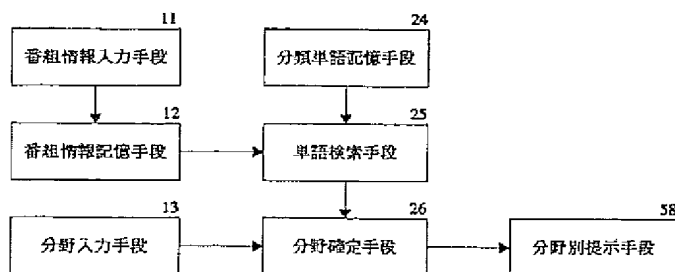 11
番組情報入力手段
24
分類単語記憶手段
12
番組情報記憶手段
25
単語検索手段
13
分野入力手段
26
分野確定手段
58
分野別提示手段